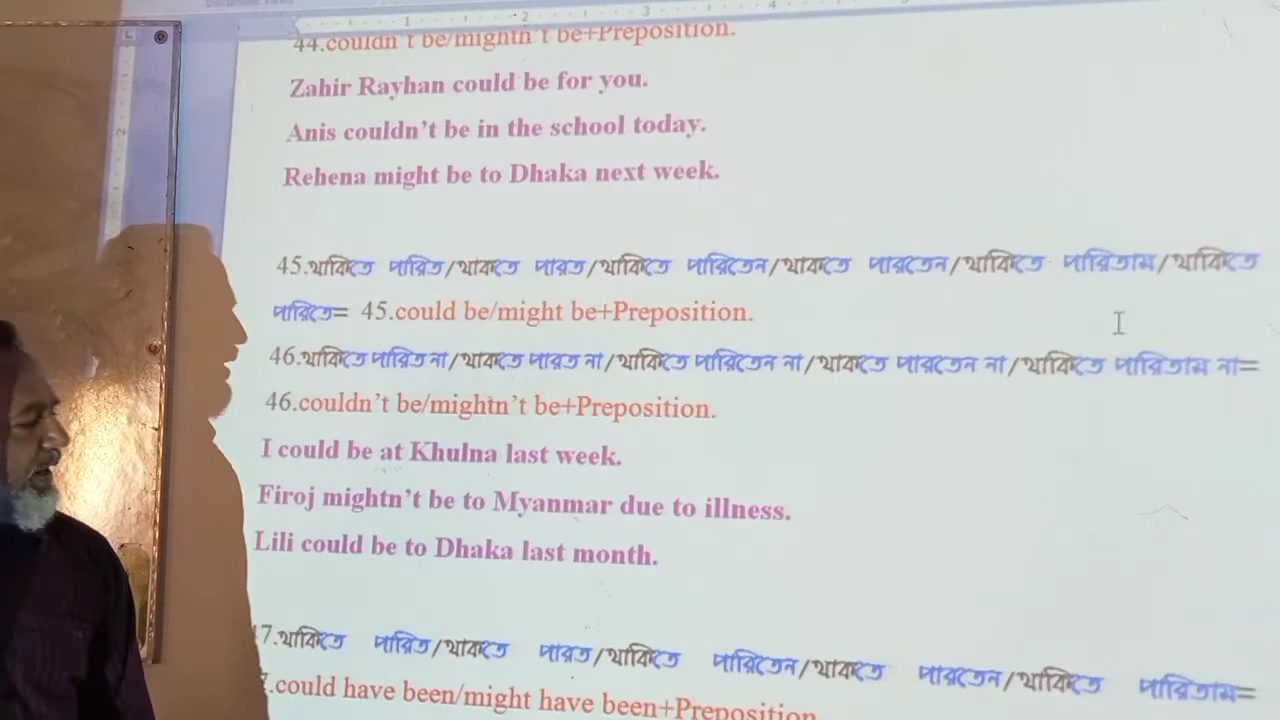 44.couldn't be/mightn't be+Preposition.
Zahir Rayhan could be for you.
Anis couldn't be in the school today.
Rehena might be to Dhaka next week.
45.থাকিতে পারিত/থাকতে পারত/থাকিতে পারিতেন/থাকতে পারতেন/থাকিতে পারিতাম/থাকিতে
পারিতে= 45.could be/might be+Preposition.
46.থাকিতে পারিত না/থাকতে পারত না/থাকিতে পারিতেন না/থাকতে পারতেন না/থাকিতে পারিতাম না=
46.couldn't be/mightn't be+Preposition.
I could be at Khulna last week.
Firoj mightn't be to Myanmar due to illness.
Lili could be to Dhaka last month.
7.থাকিতে পারিত/থাকতে পারত/থাকিতে পারিতেন/থাকতে পারতেন/থাকিতে পারিতাম=
.could have been/might have been+Preposition